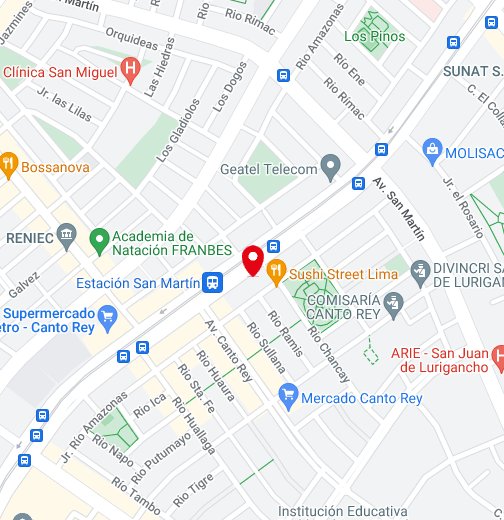 Jazmines
Martín
Orquideas
Las Hiedras
Rio Rimac
Rio Amazonas
Los Pinos
Clínica San Miguel
Jr. las Lilas
Los Dogos
Los Gladiolos
Rio Ene
Rio Rimac
SUNAT S.
C. El Colla
Bossanova
Geatel Telecom
MOLISAC
Av. San Martín
Jr. el Rosario
RENIEC
Academia de
Natación FRANBES
Galvez
Estación San Martín
Sushi Street Lima
DIVINCRI SA
DE LURIGAN
COMISARÍA
CANTO REY
Supermercado
etro - Canto Rey
Av. Canto Rey
Rio Sullana
Rio Ramis
Rio Chancay
ARIE - San Juan
de Lurigancho
Rio Huaura
Rio Sta. Fe
Rio Ica
Jr. Rio Amazonas
Mercado Canto Rey
Rio Napo
Rio Putumayo
Rio Huallaga
Rio Tambo
Rio Tigre
Institución Educativa